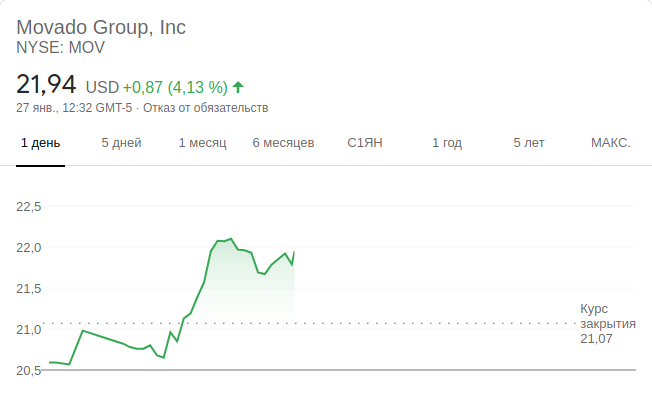 Movado Group, Inc
NYSE: MOV
21,94 USD +0,87 (4,13 %)
27 янв., 12:32 GMT-5 · Отказ от обязательств
1 день 5 дней 1 месяц 6 месяцев С1ЯН 1 год 5 лет МАКС.
22,5
22,0
21,5
21,0
20,5
Курс
закрытия
21,07